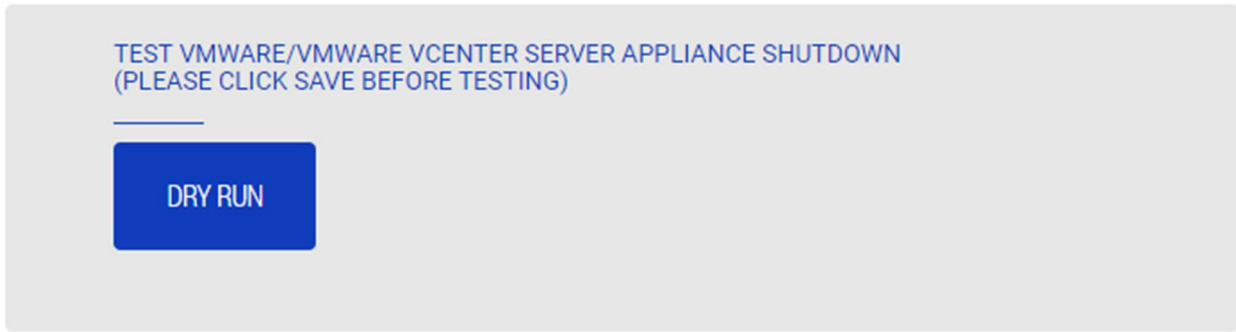 TEST VMWARE/VMWARE VCENTER SERVER APPLIANCE SHUTDOWN
(PLEASE CLICK SAVE BEFORE TESTING)
DRY RUN